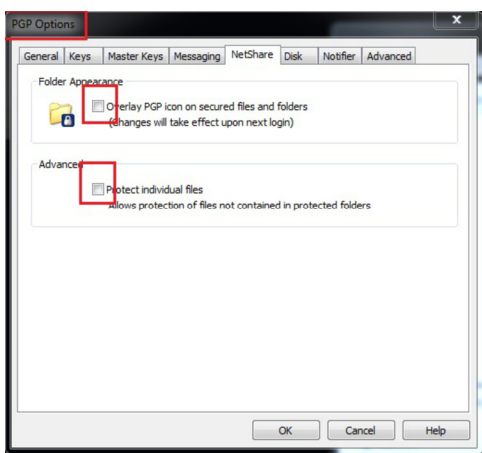 PGP Options
x
General Keys Master Keys Messaging NetShare Disk Notifier Advanced
Folder Appearance
Overlay PGP icon on secured files and folders
(Changes will take effect upon next login)
Advanced
Protect individual files
Allows protection of files not contained in protected folders
OK Cancel Help